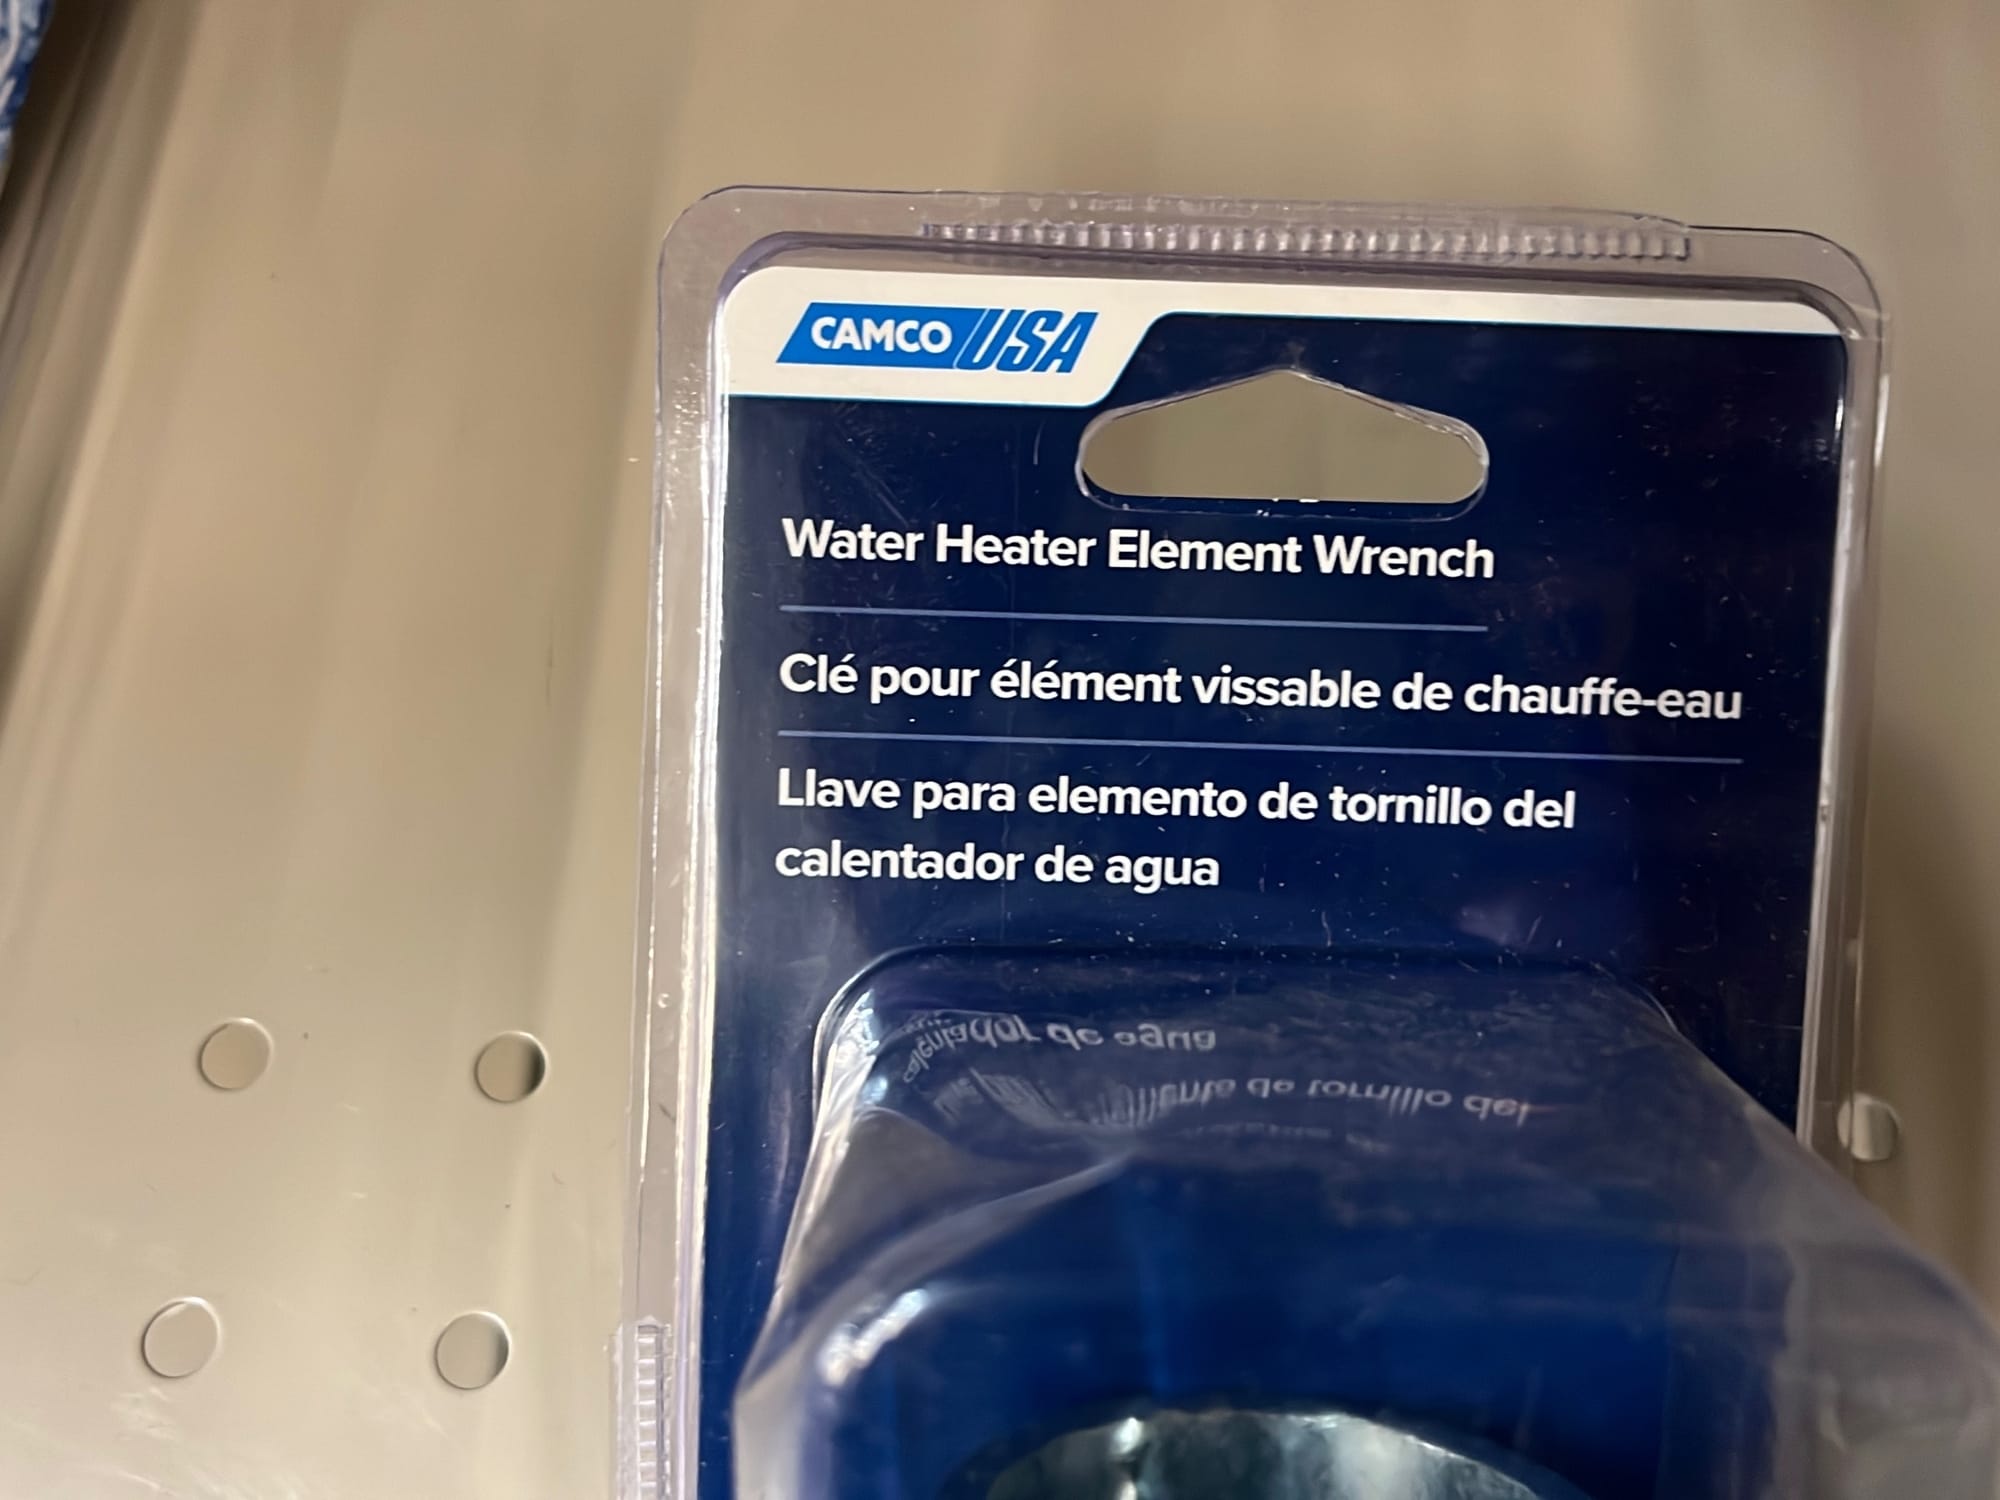 CAMCO USA
Water Heater Element Wrench
Clé pour élément vissable de chauffe-eau
Llave para elemento de tornillo del
calentador de agua